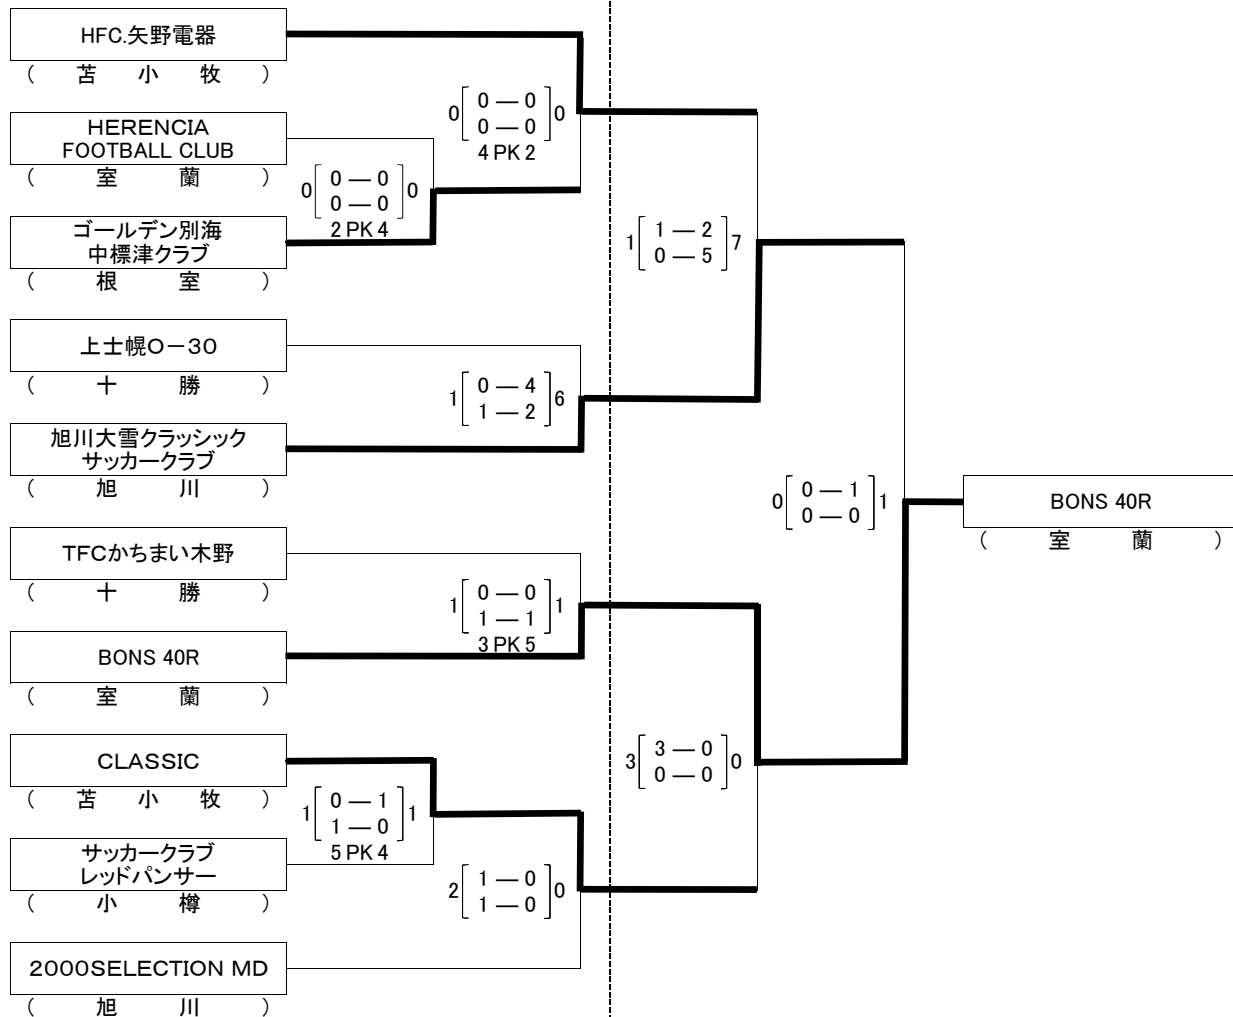 HFC.矢野電器
( 苫 小 牧 )
0 0 — 0 0
0 — 0
4 PK 2
HERENCIA
FOOTBALL CLUB
( 室 蘭 )
0 0 — 0 0
0 — 0
2 PK 4
ゴールデン別海
中標津クラブ
( 根 室 )
1 1 — 2 7
0 — 5
上士幌O-30
( 十 勝 )
1 0 — 4 6
1 — 2
旭川大雪クラッシック
サッカークラブ
( 旭 川 )
0 0 — 1 1
0 — 0
BONS 40R
( 室 蘭 )
TFCかちまい木野
( 十 勝 )
1 0 — 0 1
1 — 1
3 PK 5
BONS 40R
( 室 蘭 )
3 3 — 0 0
0 — 0
CLASSIC
( 苫 小 牧 )
1 0 — 1 1
1 — 0
5 PK 4
サッカークラブ
レッドパンサー
( 小 樽 )
2 1 — 0 0
1 — 0
2000SELECTION MD
( 旭 川 )